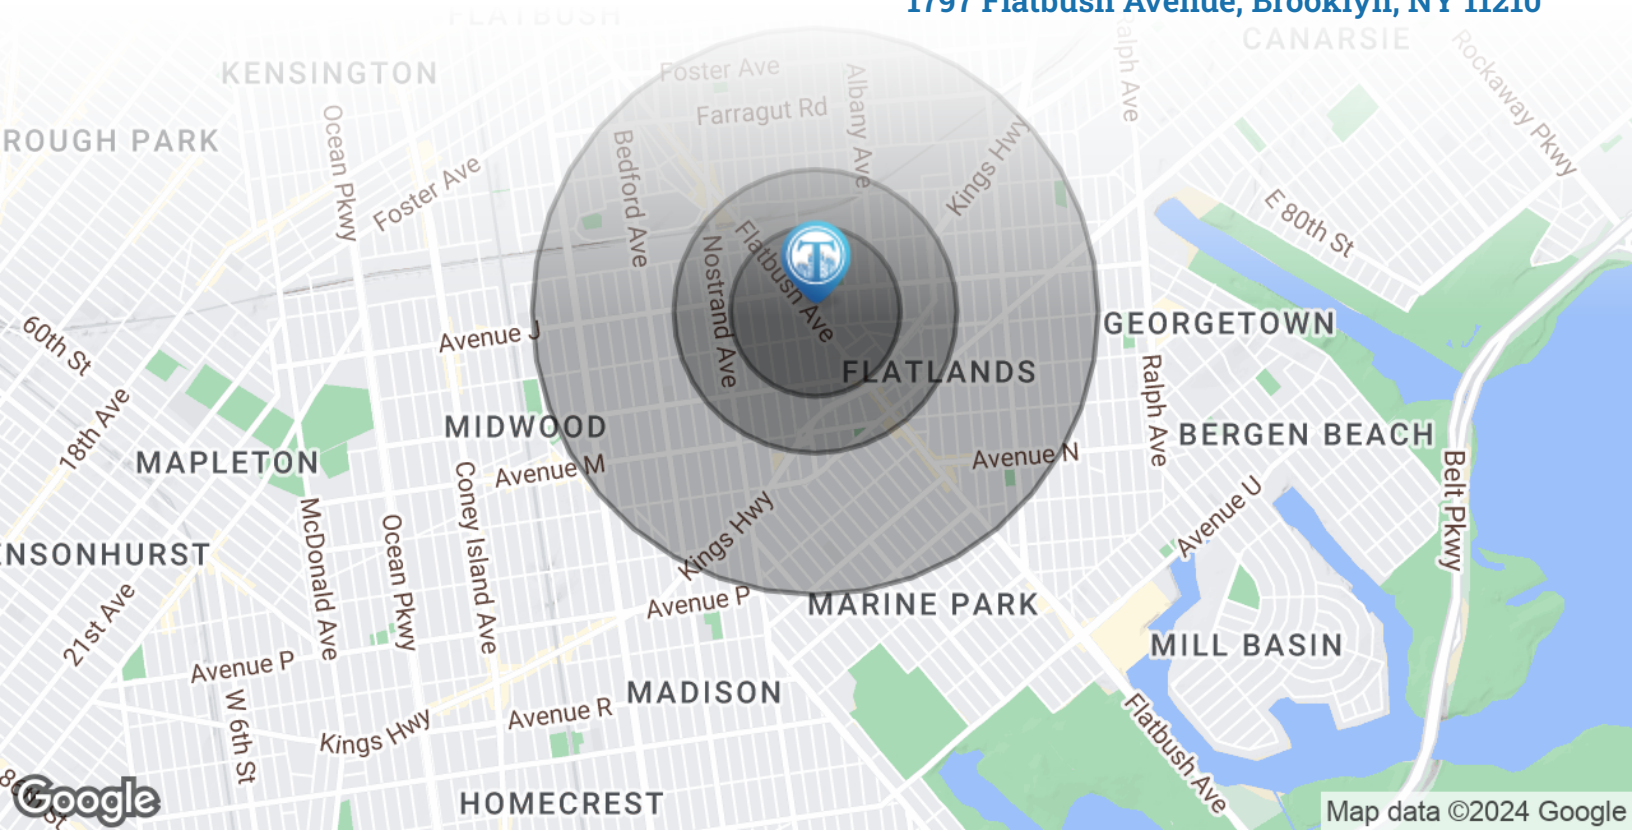 1797 Flatbush Avenue, Brooklyn, NY 11210
FLATBUSH
CANARSIE
Ralph Ave
Rockaway Pkwy
KENSINGTON
Foster Ave
Albany Ave
Farragut Rd
Kings Hwy
ROUGH PARK
Ocean Pkwy
Foster Ave
Bedford Ave
E 80th St
T
Flatbush Ave
Nostrand Ave
60th St
Avenue J
GEORGETOWN
FLATLANDS
Ralph Ave
18th Ave
MIDWOOD
BERGEN BEACH
MAPLETON
Avenue M
Avenue N
Belt Pkwy
Coney Island Ave
McDonald Ave
Ocean Pkwy
Kings Hwy
Avenue U
ENSONHURST
21st Ave
Avenue P
MARINE PARK
MILL BASIN
Avenue P
W 6th St
MADISON
Avenue R
Kings Hwy
Flatbush Ave
Google
HOMECREST
Map data ©2024 Google